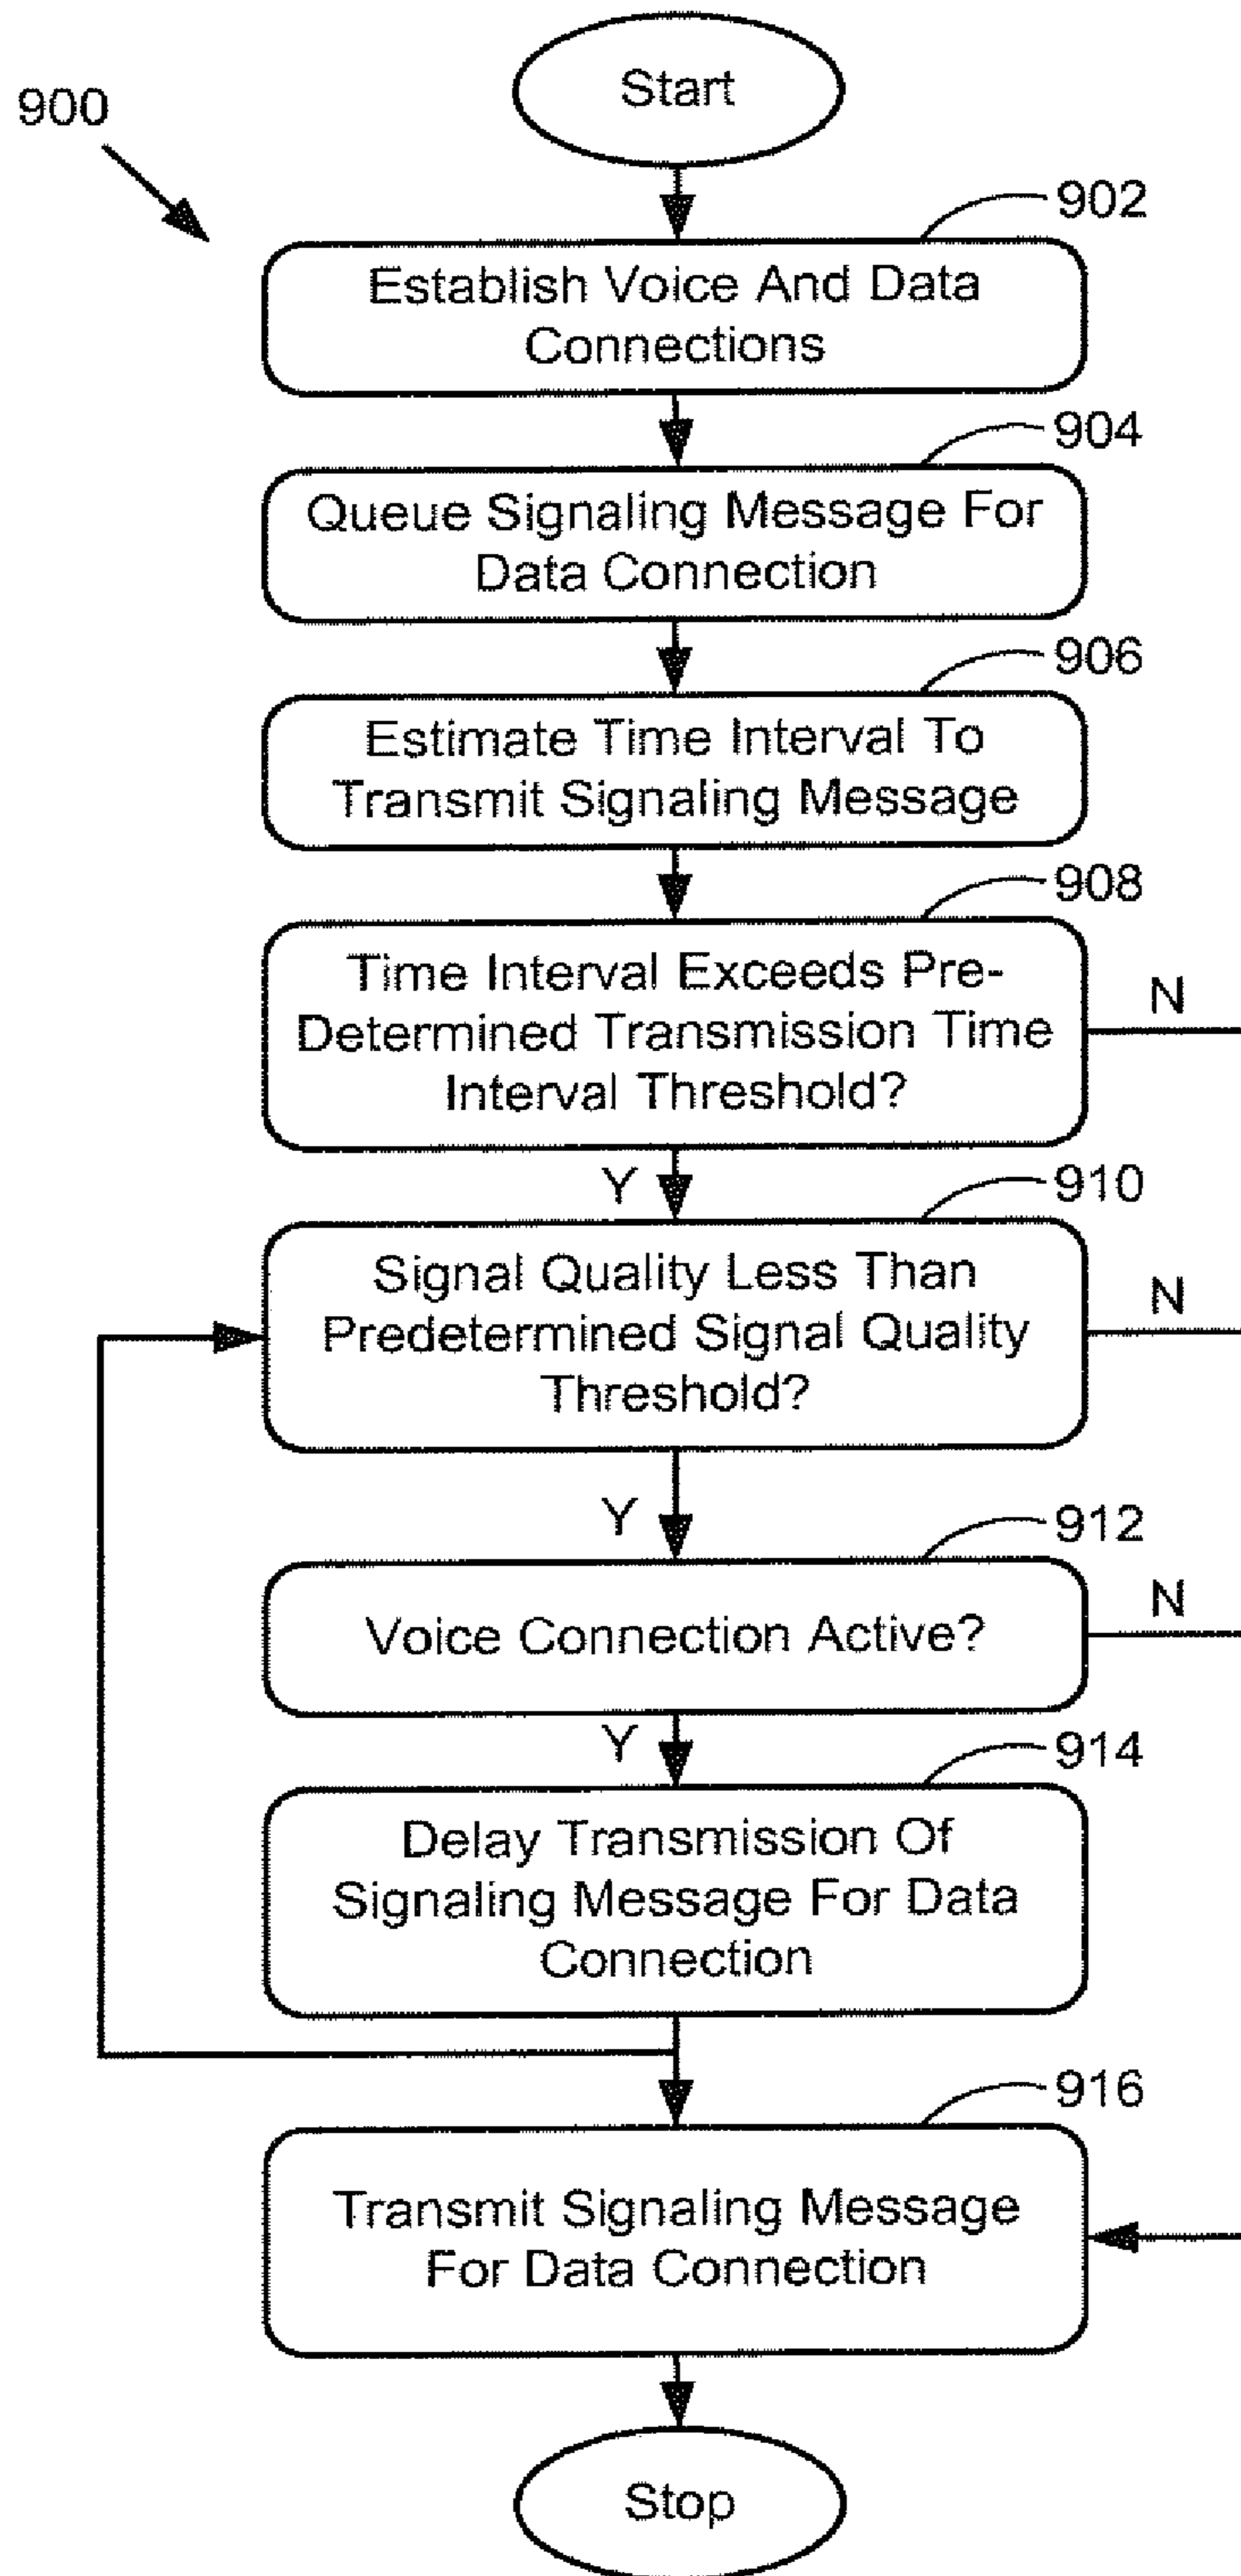 Start
900
902
Establish Voice And Data
Connections
904
Queue Signaling Message For
Data Connection
906
Estimate Time Interval To
Transmit Signaling Message
908
Time Interval Exceeds Pre-
Determined Transmission Time
Interval Threshold?
N
Y
910
Signal Quality Less Than
Predetermined Signal Quality
Threshold?
N
Y
912
Voice Connection Active?
N
Y
914
Delay Transmission Of
Signaling Message For Data
Connection
916
Transmit Signaling Message
For Data Connection
Stop